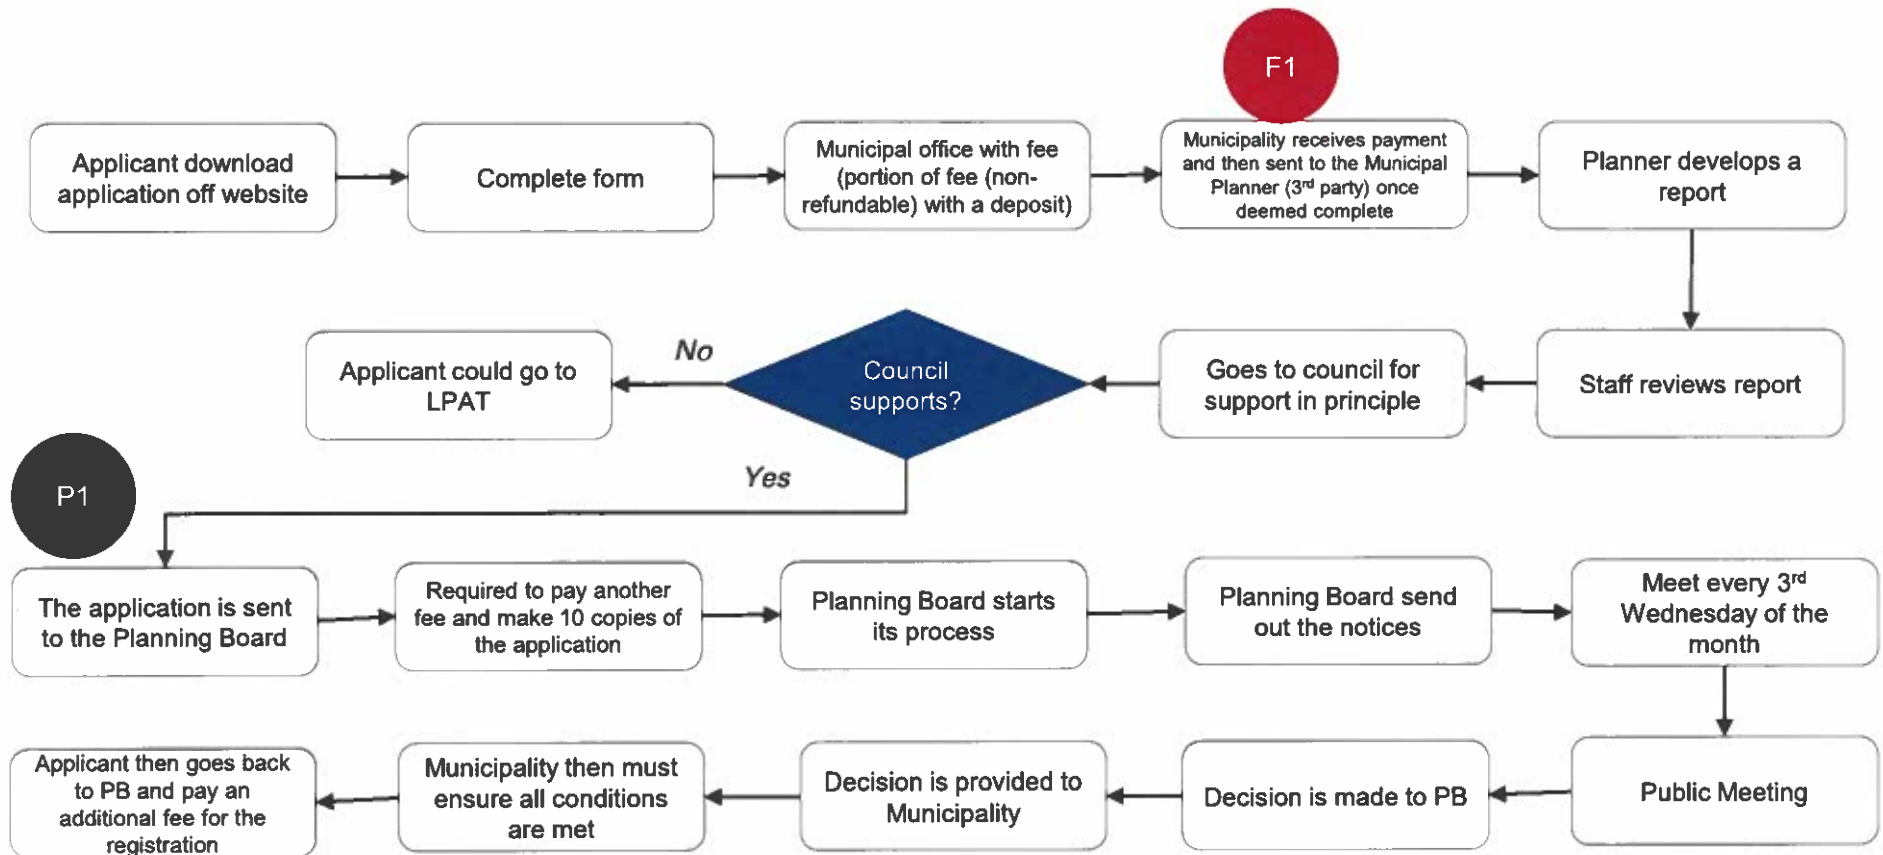 F1
Applicant download
application off website
Complete form
Municipal office with fee
(portion of fee (non-
refundable) with a deposit)
Municipality receives payment
and then sent to the Municipal
Planner (3rd party) once
deemed complete
Planner develops a
report
Applicant could go to
LPAT
No
Council
supports?
Goes to council for
support in principle
Staff reviews report
Yes
P1
The application is sent
to the Planning Board
Required to pay another
fee and make 10 copies of
the application
Planning Board starts
its process
Planning Board send
out the notices
Meet every 3rd
Wednesday of the
month
Applicant then goes back
to PB and pay an
additional fee for the
registration
Municipality then must
ensure all conditions
are met
Decision is provided to
Municipality
Decision is made to PB
Public Meeting